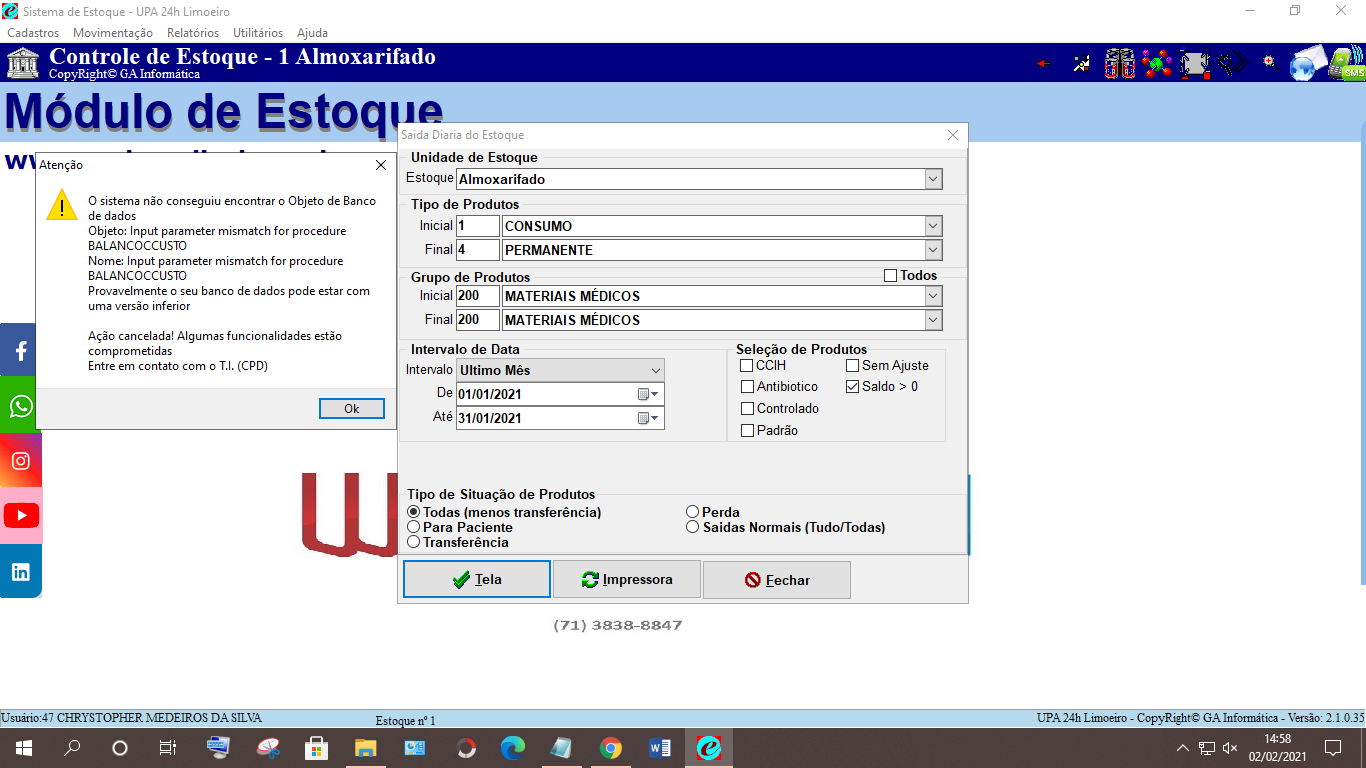 Sistema de Estoque - UPA 24h Limoeiro
Cadastros Movimentação Relatórios Utilitários Ajuda
Controle de Estoque - 1 Almoxarifado
CopyRight© GA Informática
SMS
Módulo de Estoque
Atenção
O sistema não conseguiu encontrar o Objeto de Banco
de dados
Objeto: Input parameter mismatch for procedure
BALANCOCCUSTO
Nome: Input parameter mismatch for procedure
BALANCOCCUSTO
Provavelmente o seu banco de dados pode estar com
uma versão inferior
Ação cancelada! Algumas funcionalidades estão
comprometidas
Entre em contato com o T.I. (CPD)
Ok
Saida Diaria do Estoque
Unidade de Estoque
Estoque Almoxarifado
Tipo de Produtos
Inicial 1 CONSUMO
Final 4 PERMANENTE
Grupo de Produtos Todos
Inicial 200 MATERIAIS MÉDICOS
Final 200 MATERIAIS MÉDICOS
Intervalo de Data
Intervalo Ultimo Mês
De 01/01/2021
Até 31/01/2021
Seleção de Produtos
CCIH Sem Ajuste
Antibiotico Saldo > 0
Controlado
Padrão
Tipo de Situação de Produtos
Todas (menos transferência) Perda
Para Paciente Saidas Normais (Tudo/Todas)
Transferência
Tela Impressora Fechar
(71) 3838-8847
Usuário:47 CHRYSTOPHER MEDEIROS DA SILVA Estoque nº 1 UPA 24h Limoeiro - CopyRight© GA Informática - Versão: 2.1.0.35
14:58
02/02/2021